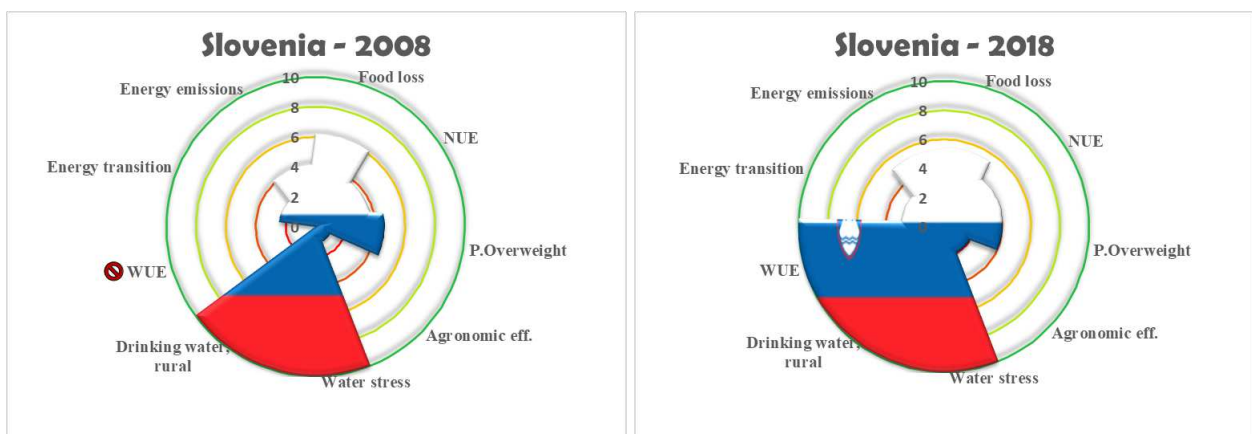 Slovenia - 2008
10
8
6
4
2
0
Food loss
NUE
P.Overweight
Agronomic eff.
Water stress
Drinking water,
rural
WUE
Energy transition
Energy emissions
Slovenia - 2018
10
8
6
4
2
0
Food loss
NUE
P.Overweight
Agronomic eff.
Water stress
Drinking water,
rural
WUE
Energy transition
Energy emissions